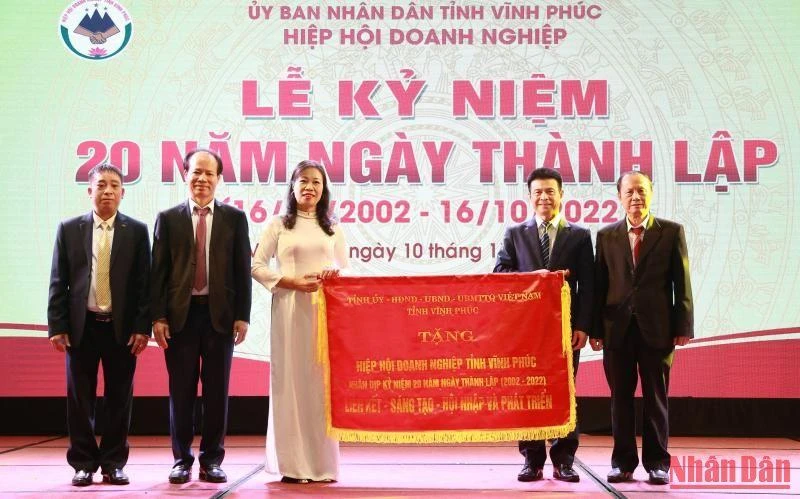 ỦY BAN NHÂN DÂN TỈNH VĨNH PHÚC
HIỆP HỘI DOANH NGHIỆP
LỄ KỶ NIỆM
20 NĂM NGÀY THÀNH LẬP
2002 - 16/10/2022
ngày 10 tháng
TỈNH ỦY - HĐND - UBND - UBMTTQ VIỆT NAM
TỈNH VĨNH PHÚC
TẶNG
HIỆP HỘI DOANH NGHIỆP TỈNH VĨNH PHÚC
NHÂN DỊP KỶ NIỆM 20 NĂM NGÀY THÀNH LẬP (2002 - 2022)
LIÊN KẾT - SÁNG TẠO - HỘI NHẬP VÀ PHÁT TRIỂN
Nhân Dân